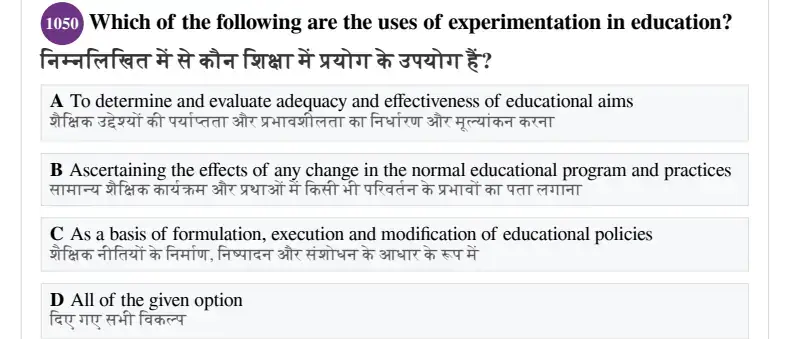 1050 Which of the following are the uses of experimentation in education?
निम्नलिखित में से कौन शिक्षा में प्रयोग के उपयोग हैं?
A To determine and evaluate adequacy and effectiveness of educational aims
शैक्षिक उद्देश्यों की पर्याप्तता और प्रभावशीलता का निर्धारण और मूल्यांकन करना
B Ascertaining the effects of any change in the normal educational program and practices
सामान्य शैक्षिक कार्यक्रम और प्रथाओं में किसी भी परिवर्तन के प्रभावों का पता लगाना
C As a basis of formulation, execution and modification of educational policies
शैक्षिक नीतियों के निर्माण, निष्पादन और संशोधन के आधार के रूप में
D All of the given option
दिए गए सभी विकल्प